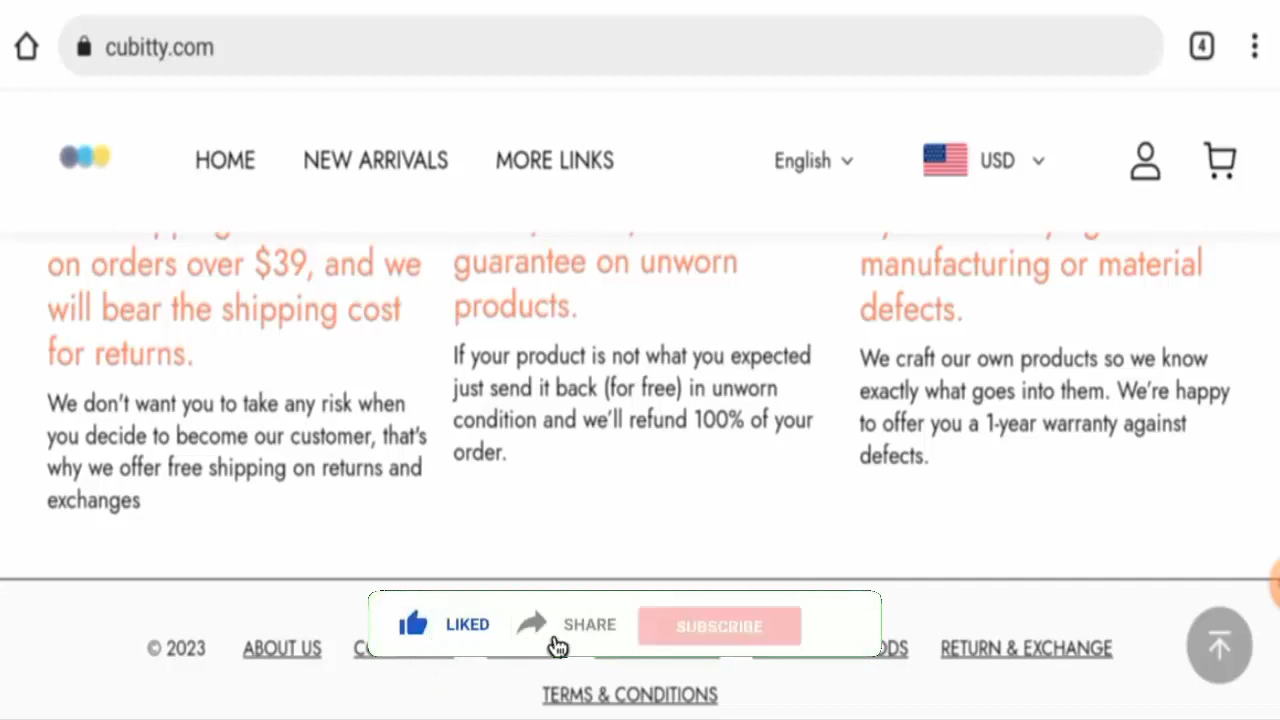 cubitty.com
4
HOME
NEW ARRIVALS
MORE LINKS
English
USD
on orders over $39, and we
will bear the shipping cost
for returns.
We don't want you to take any risk when
you decide to become our customer, that's
why we offer free shipping on returns and
exchanges
guarantee on unworn
products.
If your product is not what you expected
just send it back (for free) in unworn
condition and we'll refund 100% of your
order.
manufacturing or material
defects.
We craft our own products so we know
exactly what goes into them. We're happy
to offer you a 1-year warranty against
defects.
LIKED
SHARE
SUBSCRIBE
© 2023
ABOUT US
RETURN & EXCHANGE
TERMS & CONDITIONS